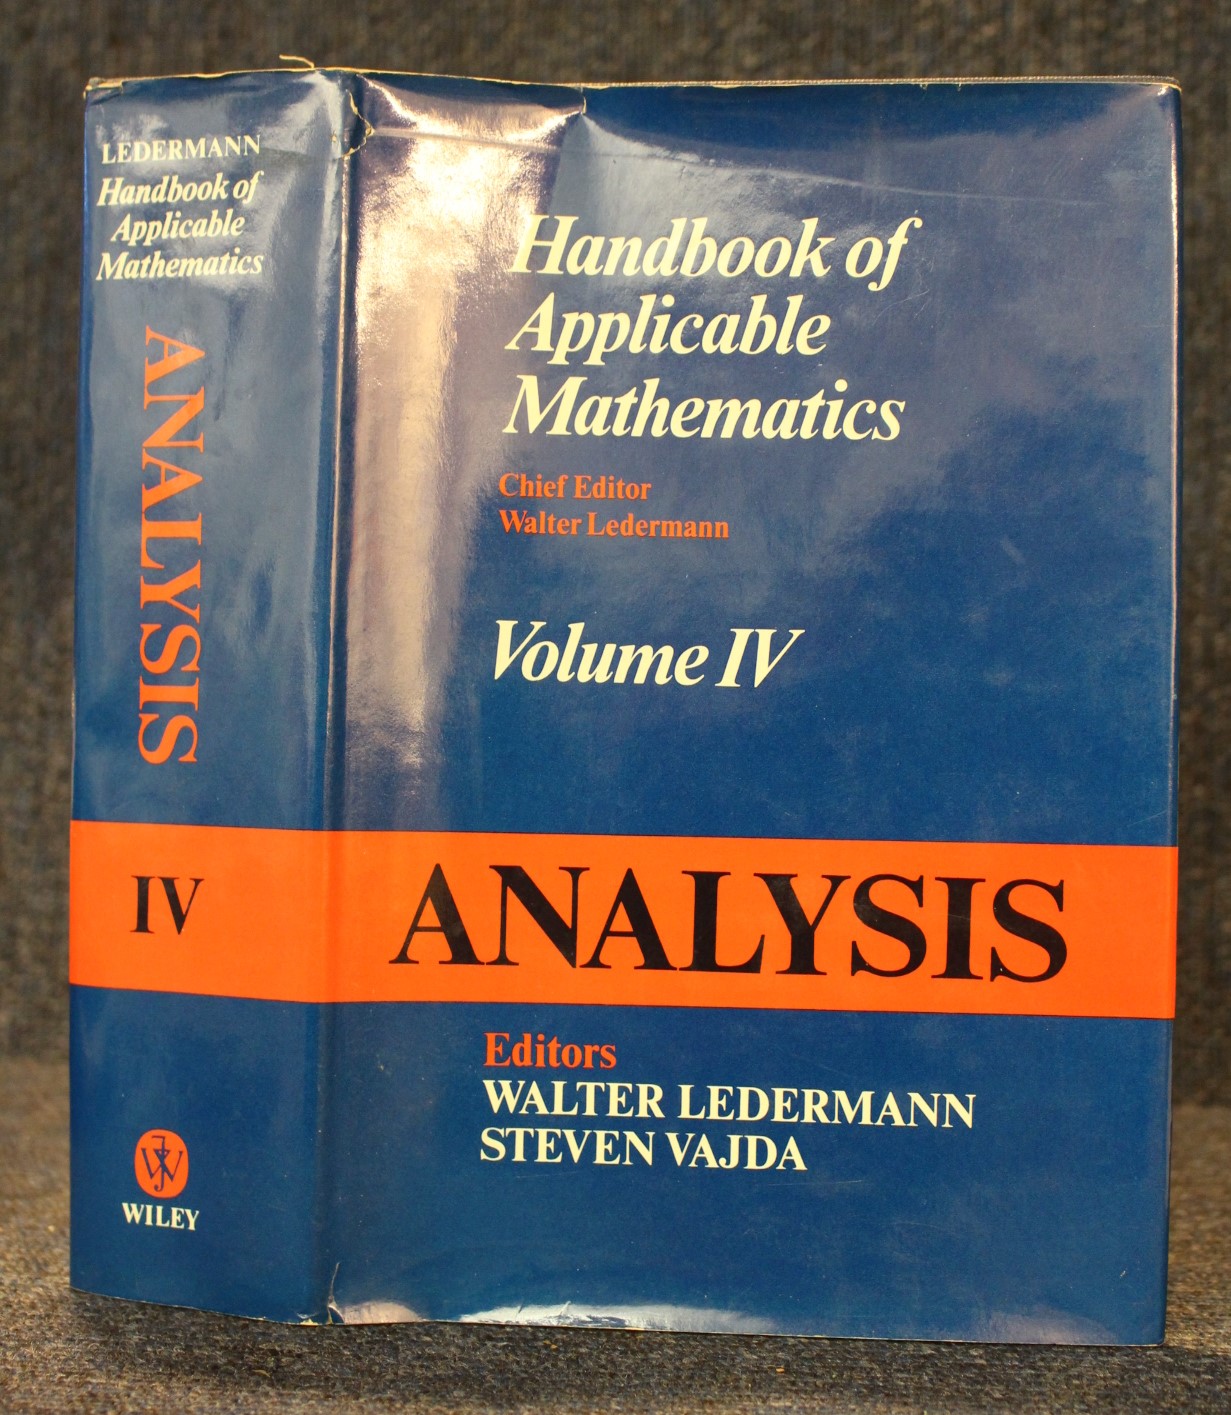 LEDERMANN
Handbook of
Applicable
Mathematics
ANALYSIS
IV
WILEY
Handbook of
Applicable
Mathematics
Chief Editor
Walter Ledermann
Volume IV
ANALYSIS
Editors
WALTER LEDERMANN
STEVEN VAJDA